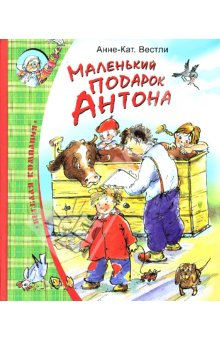 Анне-Кат. Вестли
Маленький
подарок
Антона
Веселая компания